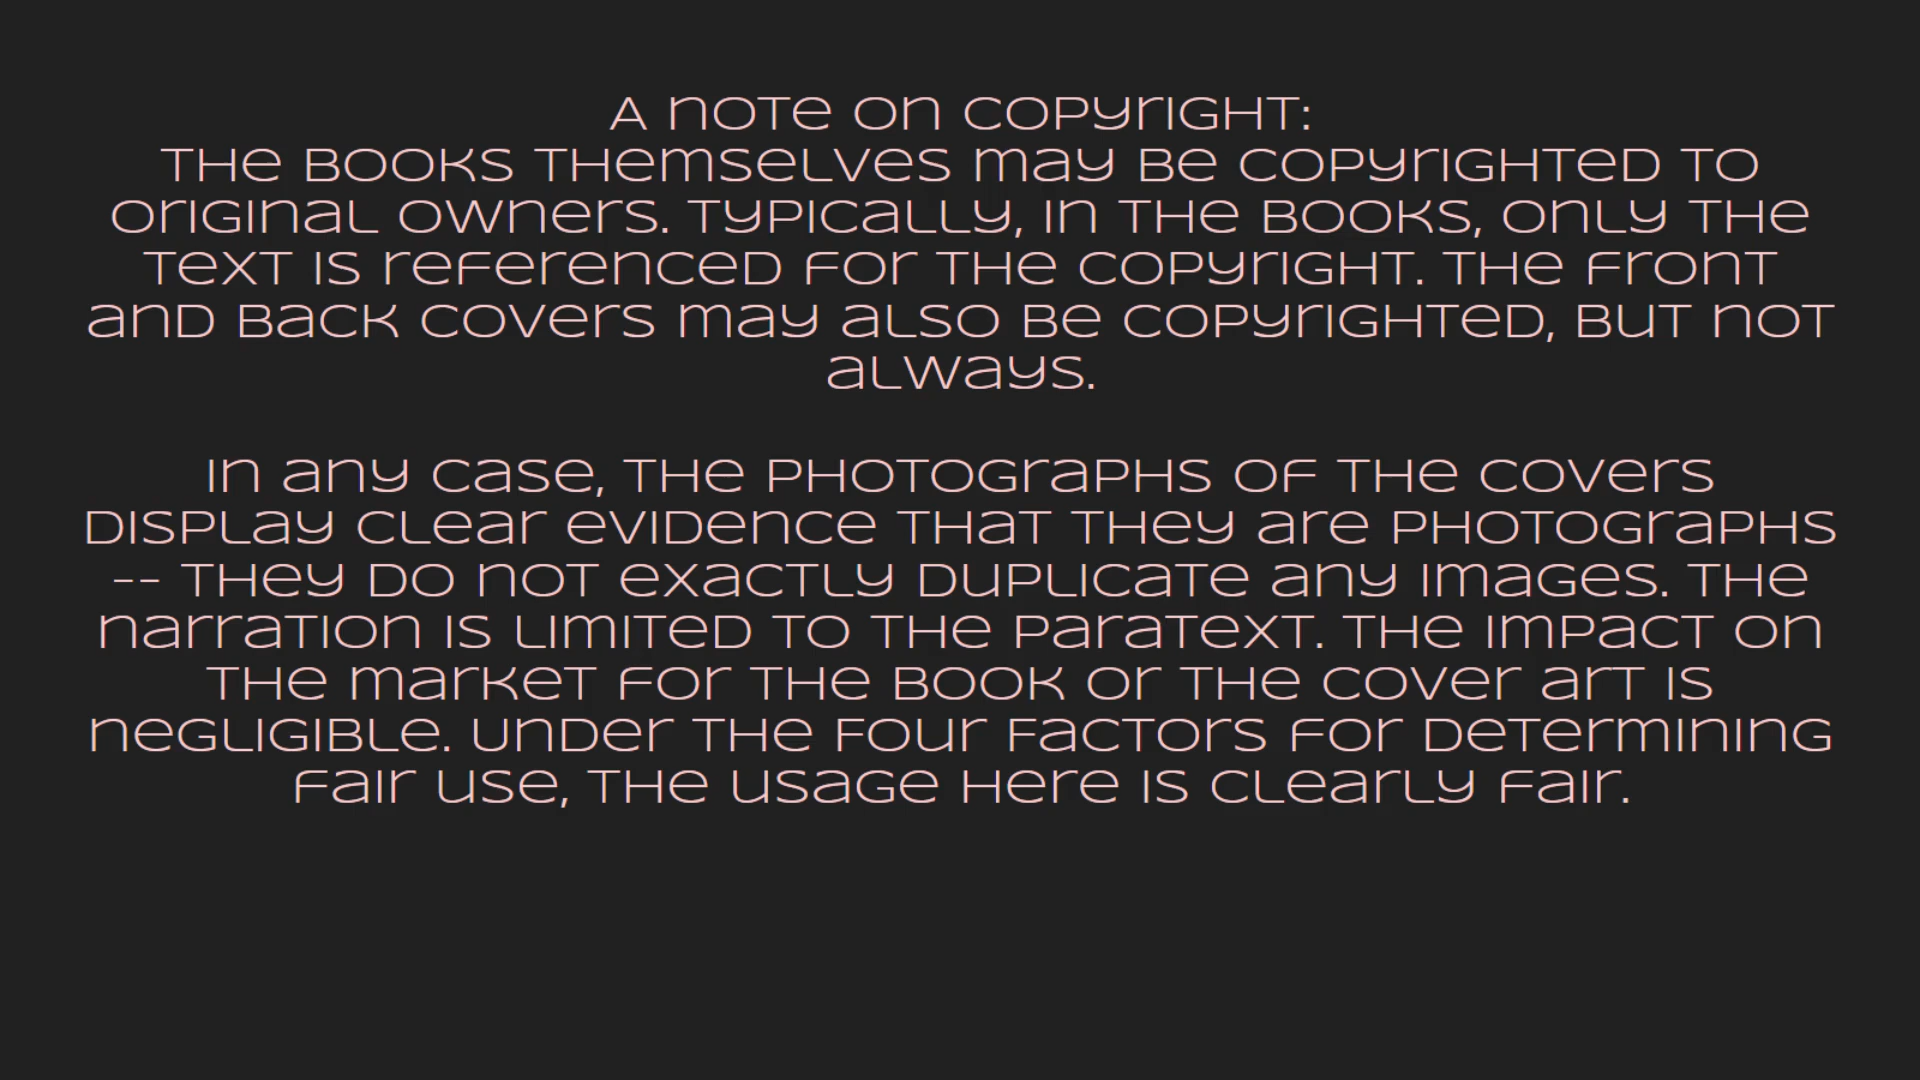 A note on copyright:
The books themselves may be copyrighted to
original owners. Typically, in the books, only the
text is referenced for the copyright. The front
and back covers may also be copyrighted, but not
always.
In any case, the photographs of the covers
display clear evidence that they are photographs
-- they do not exactly duplicate any images. The
narration is limited to the paratext. The impact on
the market for the book or the cover art is
negligible. Under the four factors for determining
fair use, the usage here is clearly fair.